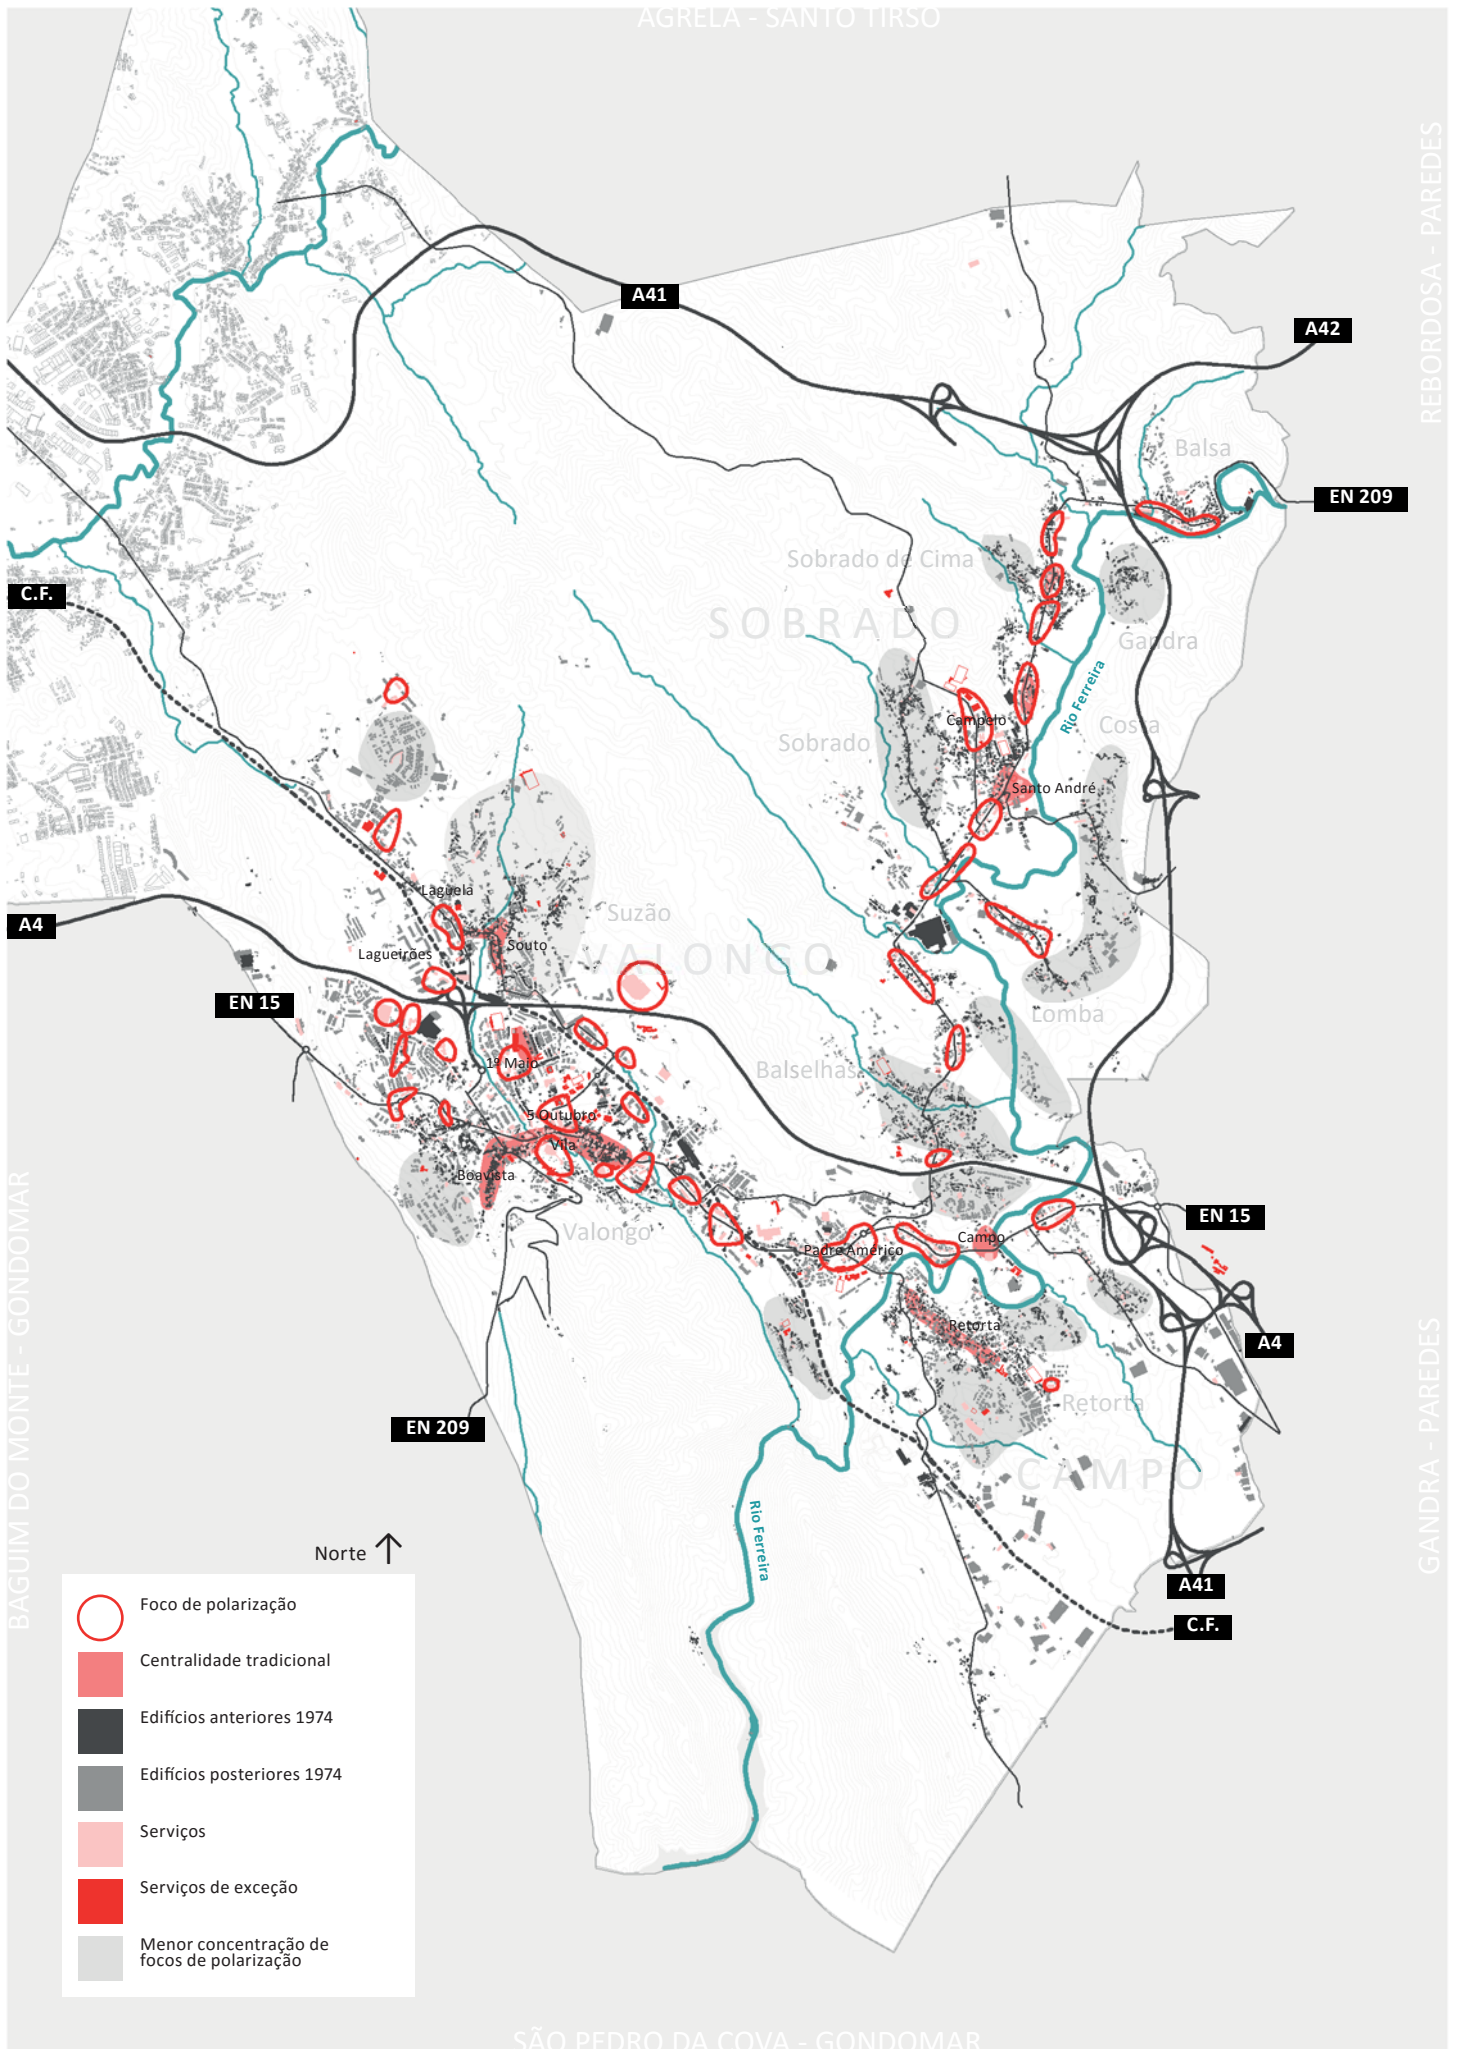 AGRELA - SANTO TIRSO
REBORDOSA - PAREDES
A41
A42
Balsa
EN 209
Sobrado de Cima
C.F.
SOBRADO
Gandra
Rio Ferreira
Campelo
Costa
Sobrado
Santo André
Laguela
Suzão
A4
Souto
Lagueirões
VALONGO
EN 15
Lomba
1º Maio
Balselhas
5 Outubro
Vila
Boavista
EN 15
Valongo
Campo
Padre Américo
BAGUIM DO MONTE - GONDOMAR
Retorta
A4
GANDRA - PAREDES
Retorta
EN 209
CAMPO
Rio Ferreira
Norte
A41
C.F.
Foco de polarização
Centralidade tradicional
Edifícios anteriores 1974
Edifícios posteriores 1974
Serviços
Serviços de exceção
Menor concentração de
focos de polarização
SÃO PEDRO DA COVA - GONDOMAR